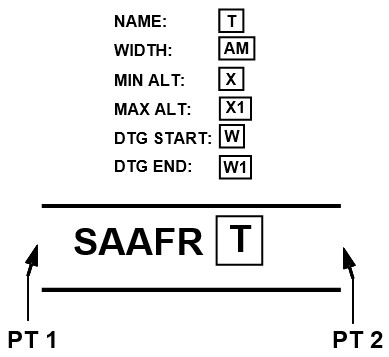 NAME: T
WIDTH: AM
MIN ALT: X
MAX ALT: X1
DTG START: W
DTG END: W1
SAAFR T
PT 1 PT 2